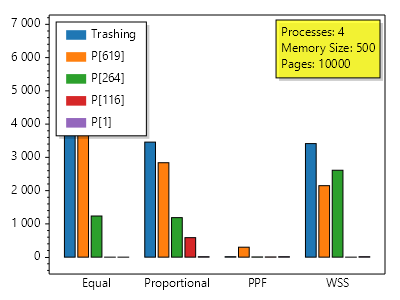 7 000
6 000
5 000
4 000
3 000
2 000
1 000
0
Trashing
P[619]
P[264]
P[116]
P[1]
Processes: 4
Memory Size: 500
Pages: 10000
Equal
Proportional
PPF
WSS